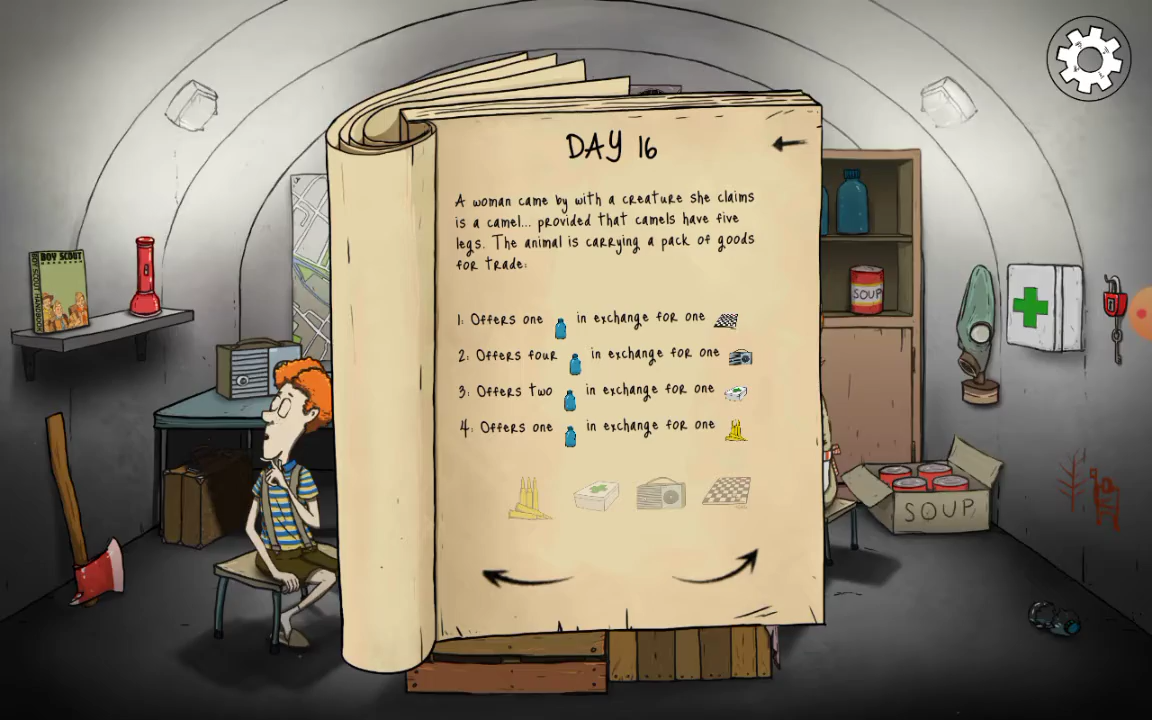 DAY 16
A woman came by with a creature she claims
is a camel... provided that camels have five
legs. The animal is carrying a pack of goods
for trade:
1: Offers one in exchange for one
2: Offers four in exchange for one
3: Offers two in exchange for one
4: Offers one in exchange for one
BOY SCOUT
BOY SCOUT HANDBOOK
SOUP
SOUP